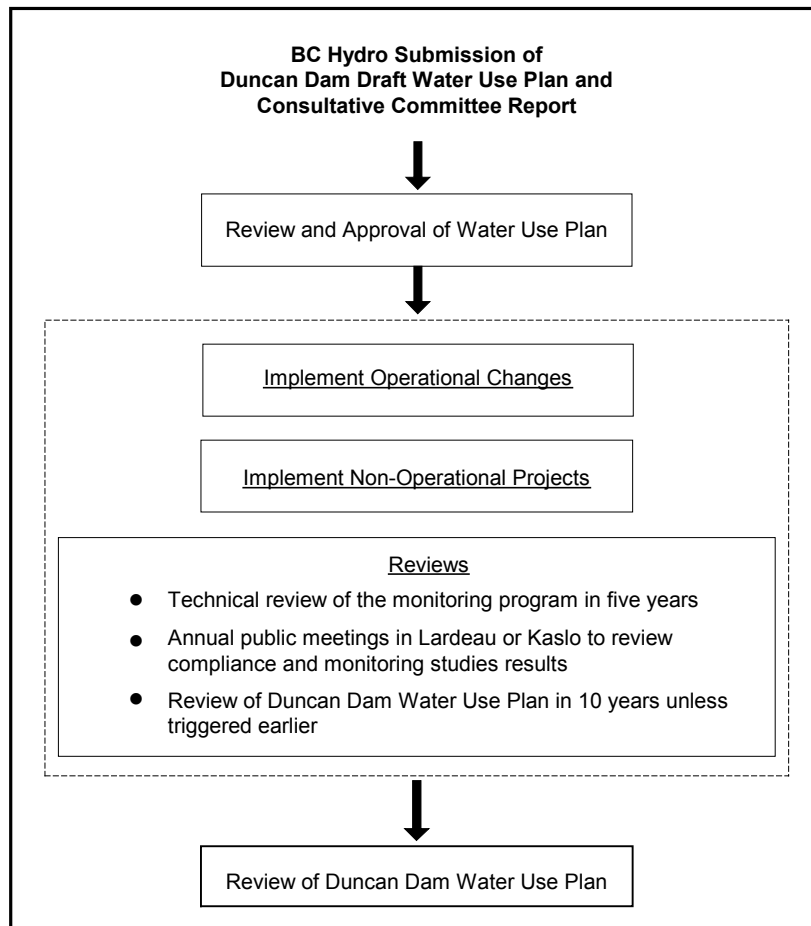 BC Hydro Submission of
Duncan Dam Draft Water Use Plan and
Consultative Committee Report
Review and Approval of Water Use Plan
Implement Operational Changes
Implement Non-Operational Projects
Reviews
● Technical review of the monitoring program in five years
● Annual public meetings in Lardeau or Kaslo to review
compliance and monitoring studies results
● Review of Duncan Dam Water Use Plan in 10 years unless
triggered earlier
Review of Duncan Dam Water Use Plan